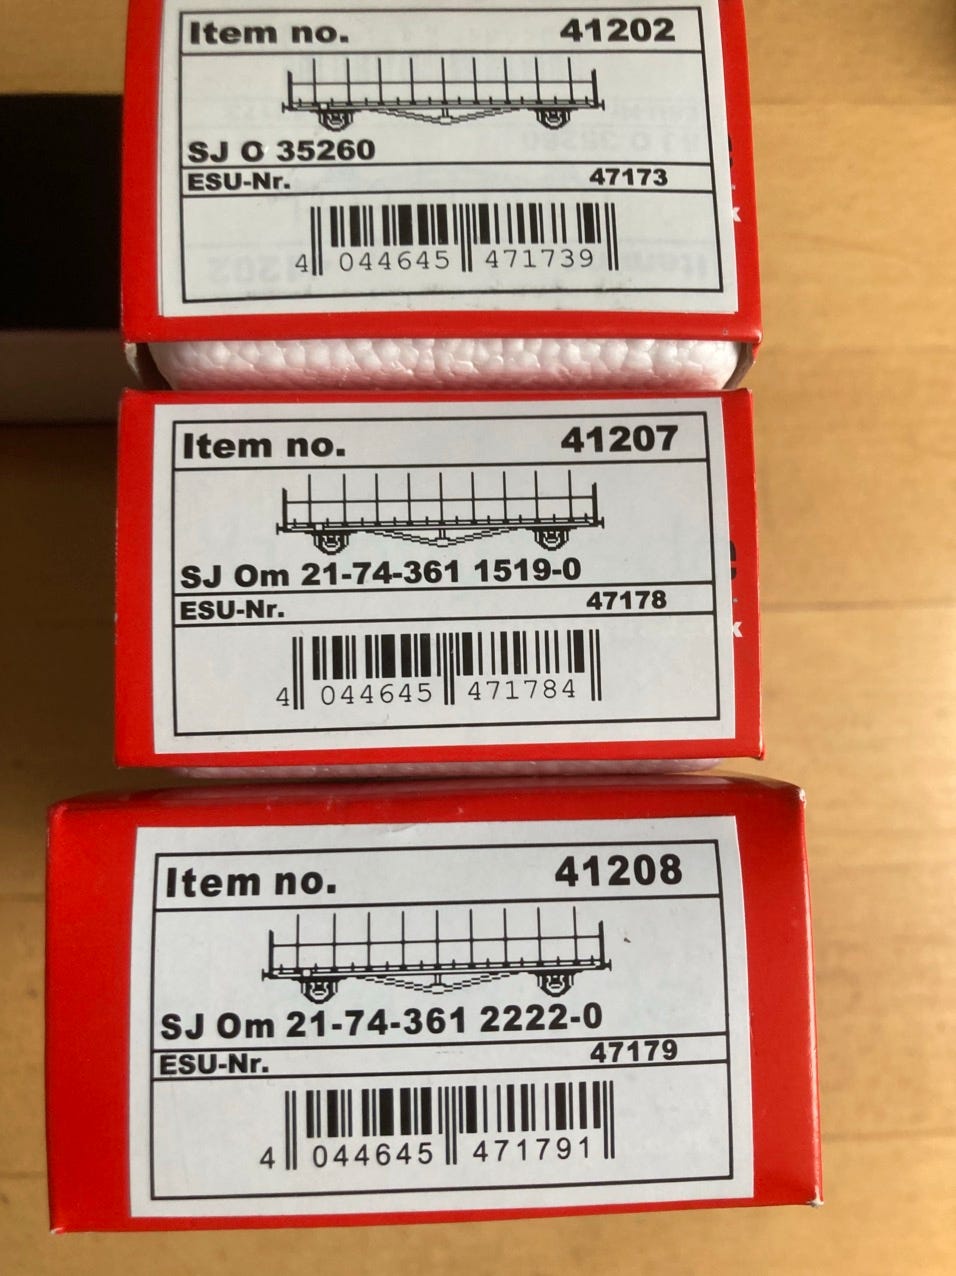 Item no. 41202
SJ O 35260
ESU-Nr. 47173
4 044645 471739
Item no. 41207
SJ Om 21-74-361 1519-0
ESU-Nr. 47178
4 044645 471784
Item no. 41208
SJ Om 21-74-361 2222-0
ESU-Nr. 47179
4 044645 471791